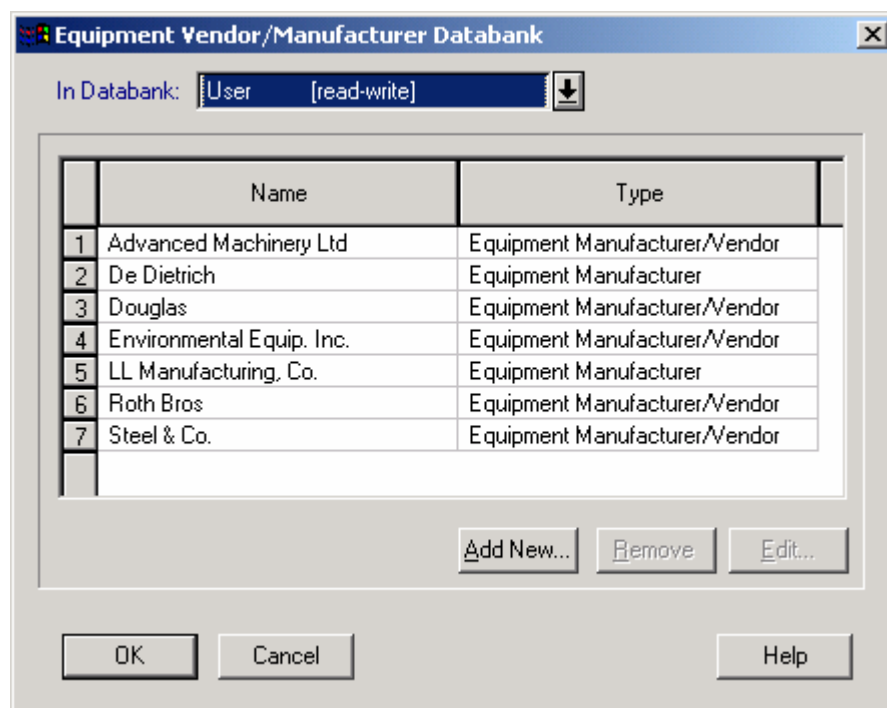 Equipment Vendor/Manufacturer Databank
In Databank: User [read-write]
Name Type
1 Advanced Machinery Ltd Equipment Manufacturer/Vendor
2 De Dietrich Equipment Manufacturer
3 Douglas Equipment Manufacturer/Vendor
4 Environmental Equip. Inc. Equipment Manufacturer/Vendor
5 LL Manufacturing, Co. Equipment Manufacturer
6 Roth Bros Equipment Manufacturer/Vendor
7 Steel & Co. Equipment Manufacturer/Vendor
Add New... Remove Edit...
OK Cancel Help